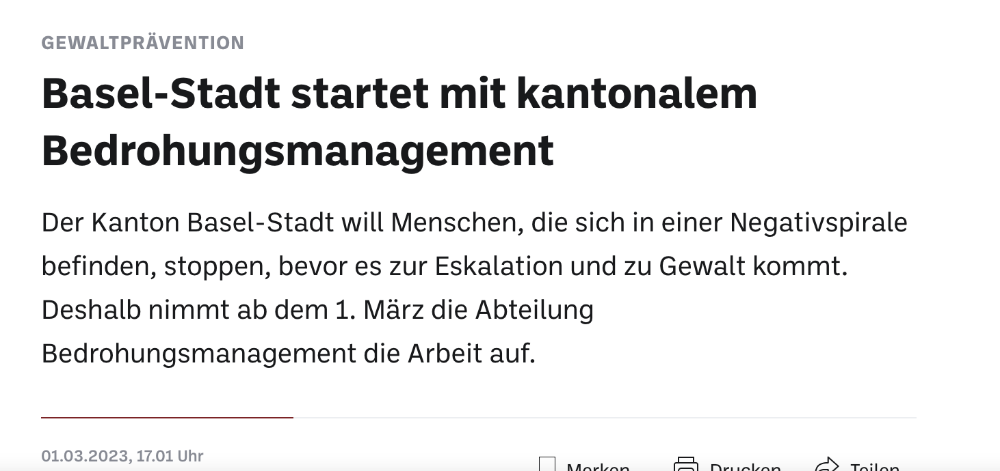 GEWALTPRÄVENTION
Basel-Stadt startet mit kantonalem
Bedrohungsmanagement
Der Kanton Basel-Stadt will Menschen, die sich in einer Negativspirale
befinden, stoppen, bevor es zur Eskalation und zu Gewalt kommt.
Deshalb nimmt ab dem 1. März die Abteilung
Bedrohungsmanagement die Arbeit auf.
01.03.2023, 17.01 Uhr
Merken Drucken Teilen